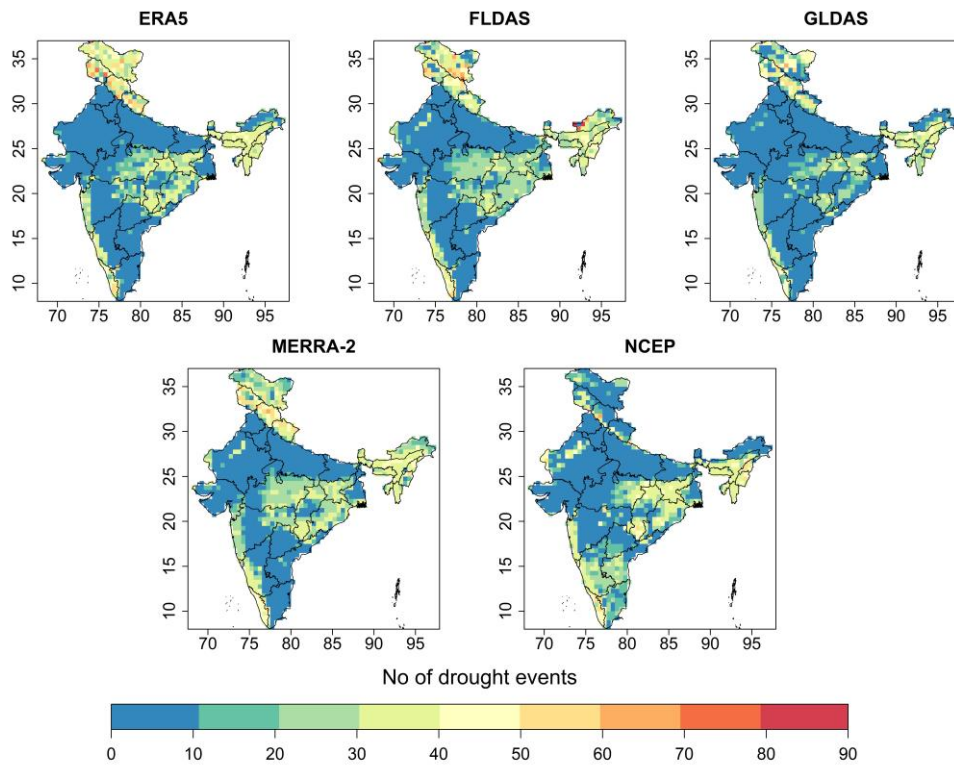 ERA5 FLDAS GLDAS
35 35 35
30 30 30
25 25 25
20 20 20
15 15 15
10 10 10
70 75 80 85 90 95 70 75 80 85 90 95 70 75 80 85 90 95
MERRA-2 NCEP
35 35
30 30
25 25
20 20
15 15
10 10
70 75 80 85 90 95 70 75 80 85 90 95
No of drought events
0 10 20 30 40 50 60 70 80 90